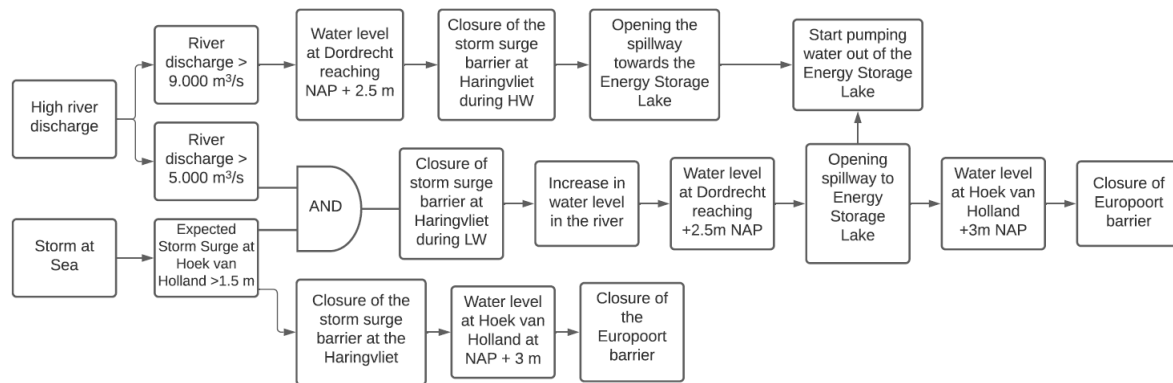 River
discharge >
9.000 m³/s
Water level
at Dordrecht
reaching
NAP + 2.5 m
Closure of the
storm surge
barrier at
Haringvliet
during HW
Opening the
spillway
towards the
Energy Storage
Lake
Start pumping
water out of the
Energy Storage
Lake
High river
discharge
River
discharge >
5.000 m³/s
AND
Closure of
storm surge
barrier at
Haringvliet
during LW
Increase in
water level
in the river
Water level
at Dordrecht
reaching
+2.5m NAP
Opening
spillway to
Energy
Storage
Lake
Water level
at Hoek van
Holland
+3m NAP
Closure of
Europoort
barrier
Storm at
Sea
Expected
Storm Surge at
Hoek van
Holland >1.5 m
Closure of the
storm surge
barrier at the
Haringvliet
Water level
at Hoek van
Holland at
NAP + 3 m
Closure of
the
Europoort
barrier